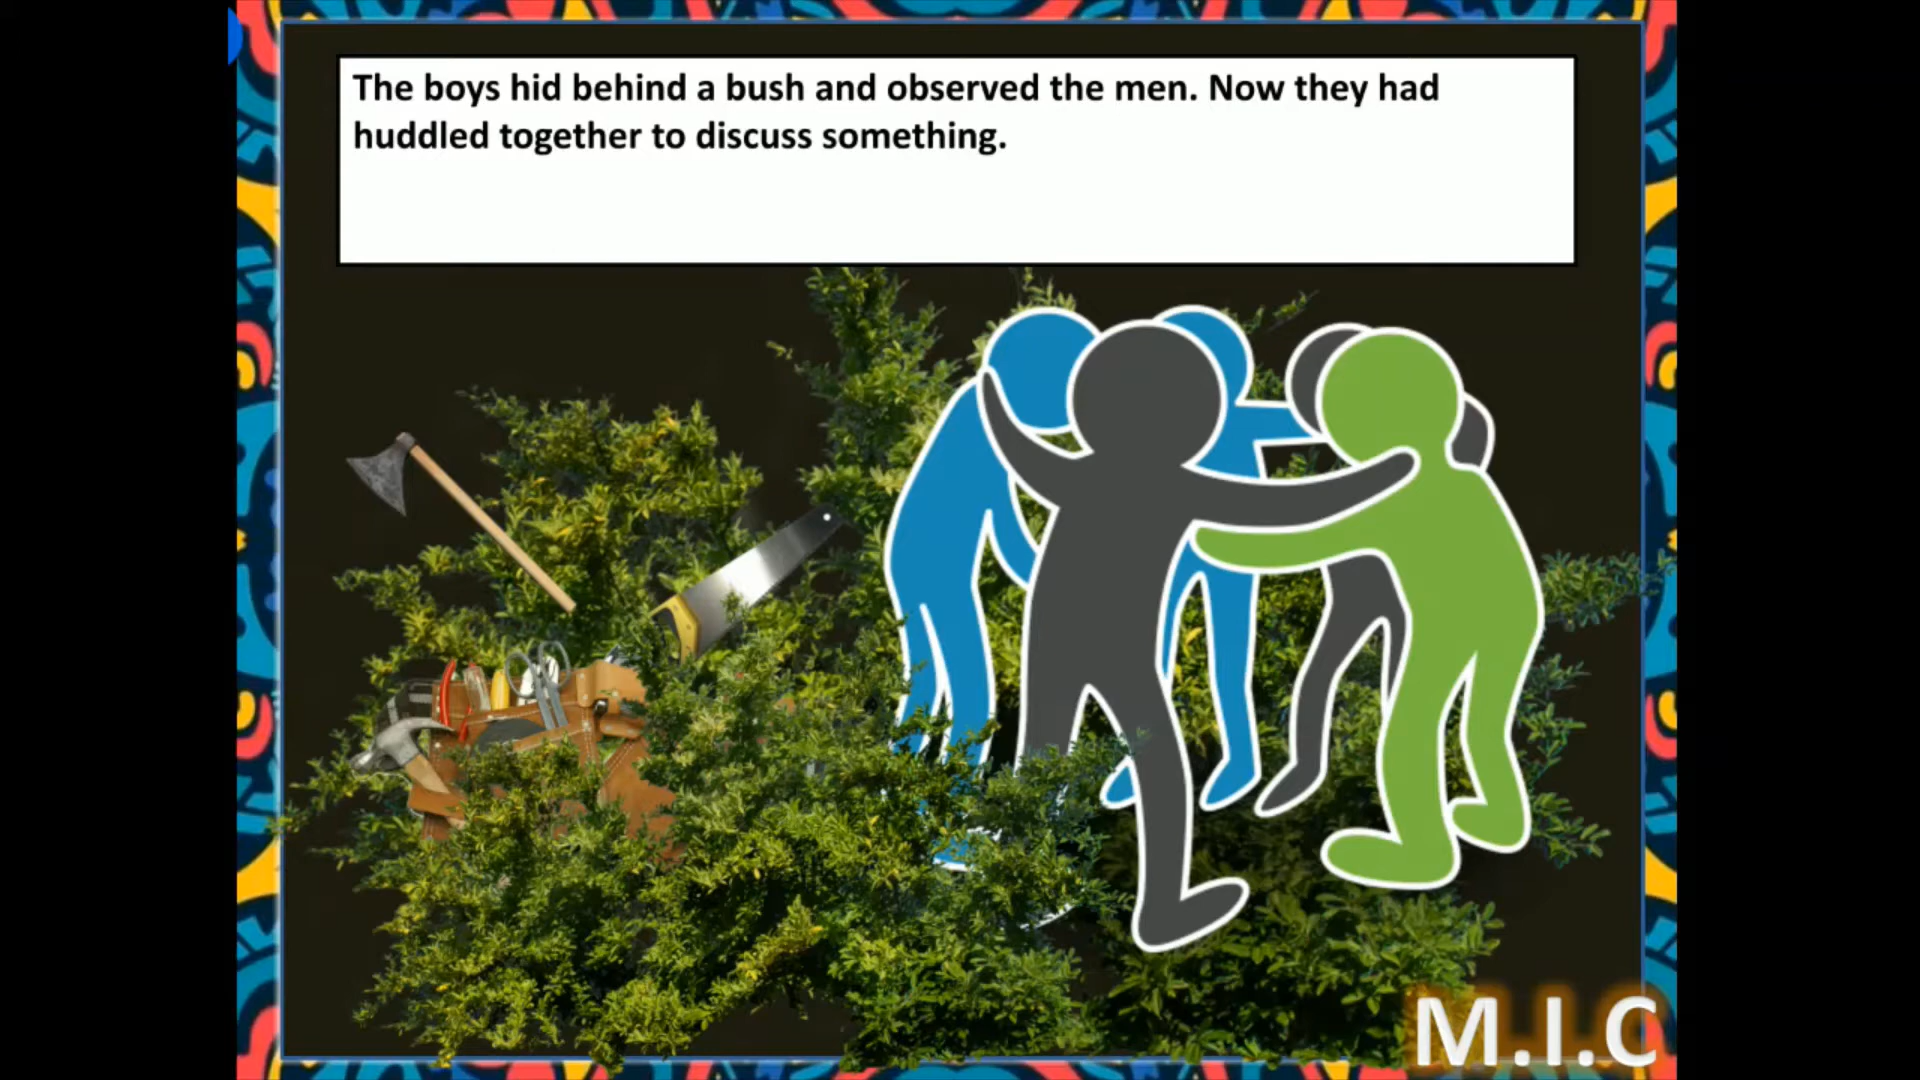 The boys hid behind a bush and observed the men. Now they had
huddled together to discuss something.
M.I.C